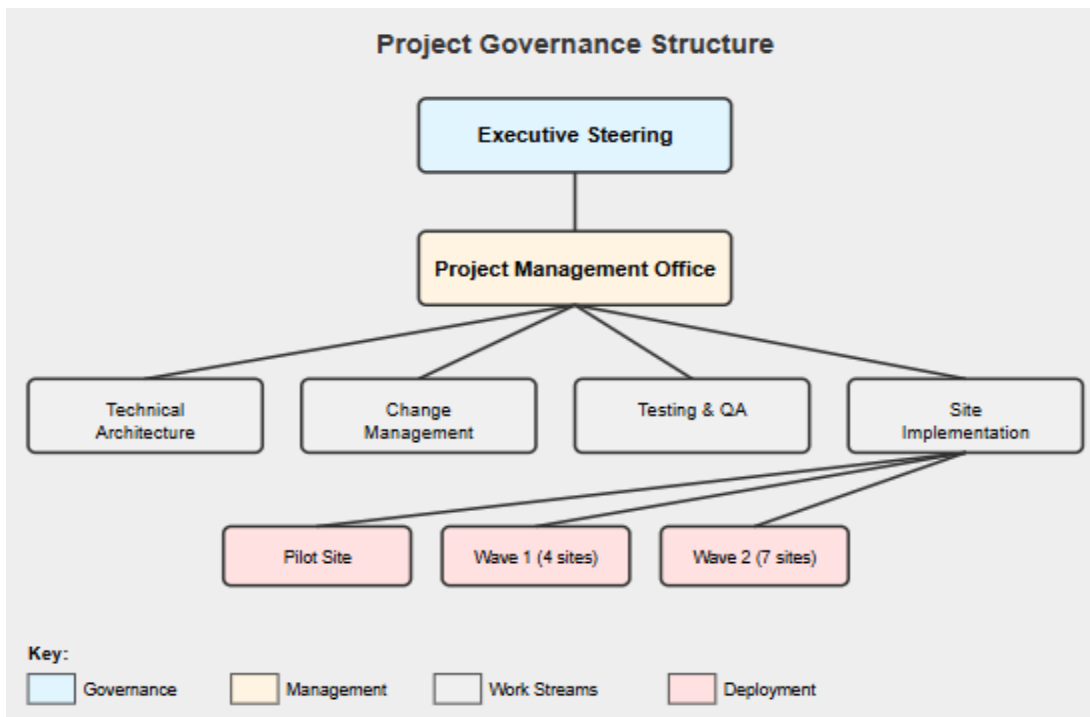 Project Governance Structure
Executive Steering
Project Management Office
Technical
Architecture
Change
Management
Testing & QA
Site
Implementation
Pilot Site
Wave 1 (4 sites)
Wave 2 (7 sites)
Key:
Governance
Management
Work Streams
Deployment